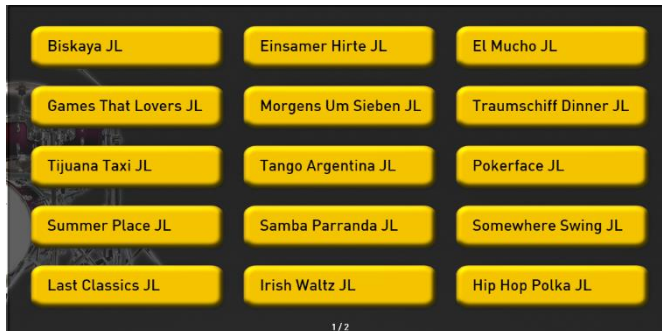 Biskaya JL
Einsamer Hirte JL
El Mucho JL
Games That Lovers JL
Morgens Um Sieben JL
Traumschiff Dinner JL
Tijuana Taxi JL
Tango Argentina JL
Pokerface JL
Summer Place JL
Samba Parranda JL
Somewhere Swing JL
Last Classics JL
Irish Waltz JL
Hip Hop Polka JL
1/2